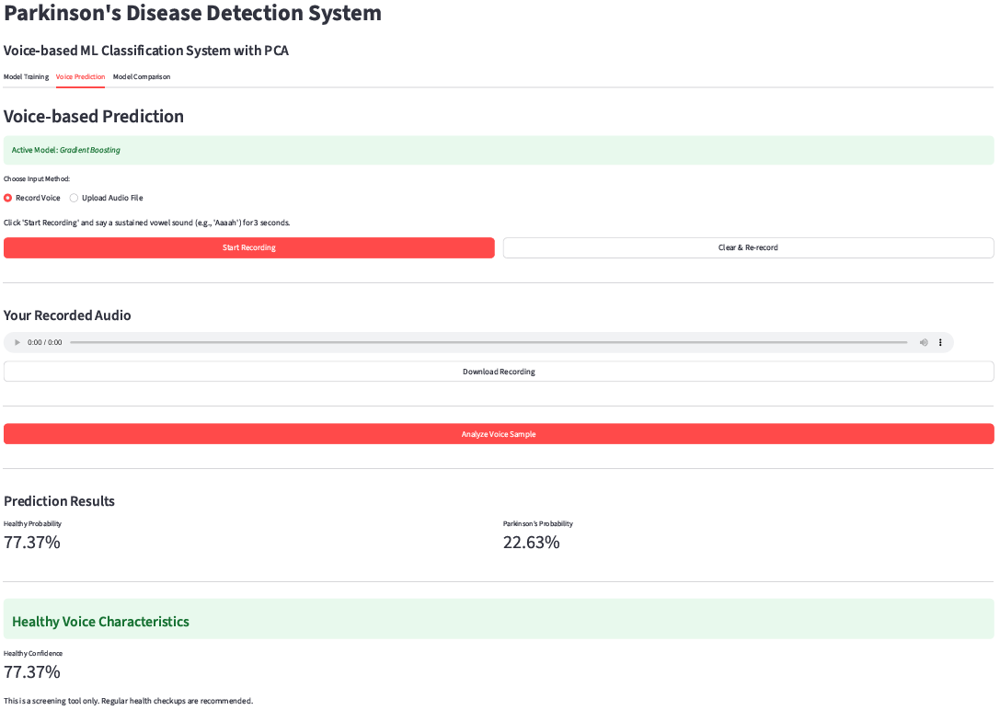 Parkinson's Disease Detection System
Voice-based ML Classification System with PCA
Model Training Voice Prediction Model Comparison
Voice-based Prediction
Active Model: Gradient Boosting
Choose Input Method:
Record Voice Upload Audio File
Click 'Start Recording' and say a sustained vowel sound (e.g., 'Aaaah') for 3 seconds.
Start Recording Clear & Re-record
Your Recorded Audio
0:00 / 0:00
Download Recording
Analyze Voice Sample
Prediction Results
Healthy Probability Parkinson's Probability
77.37% 22.63%
Healthy Voice Characteristics
Healthy Confidence
77.37%
This is a screening tool only. Regular health checkups are recommended.